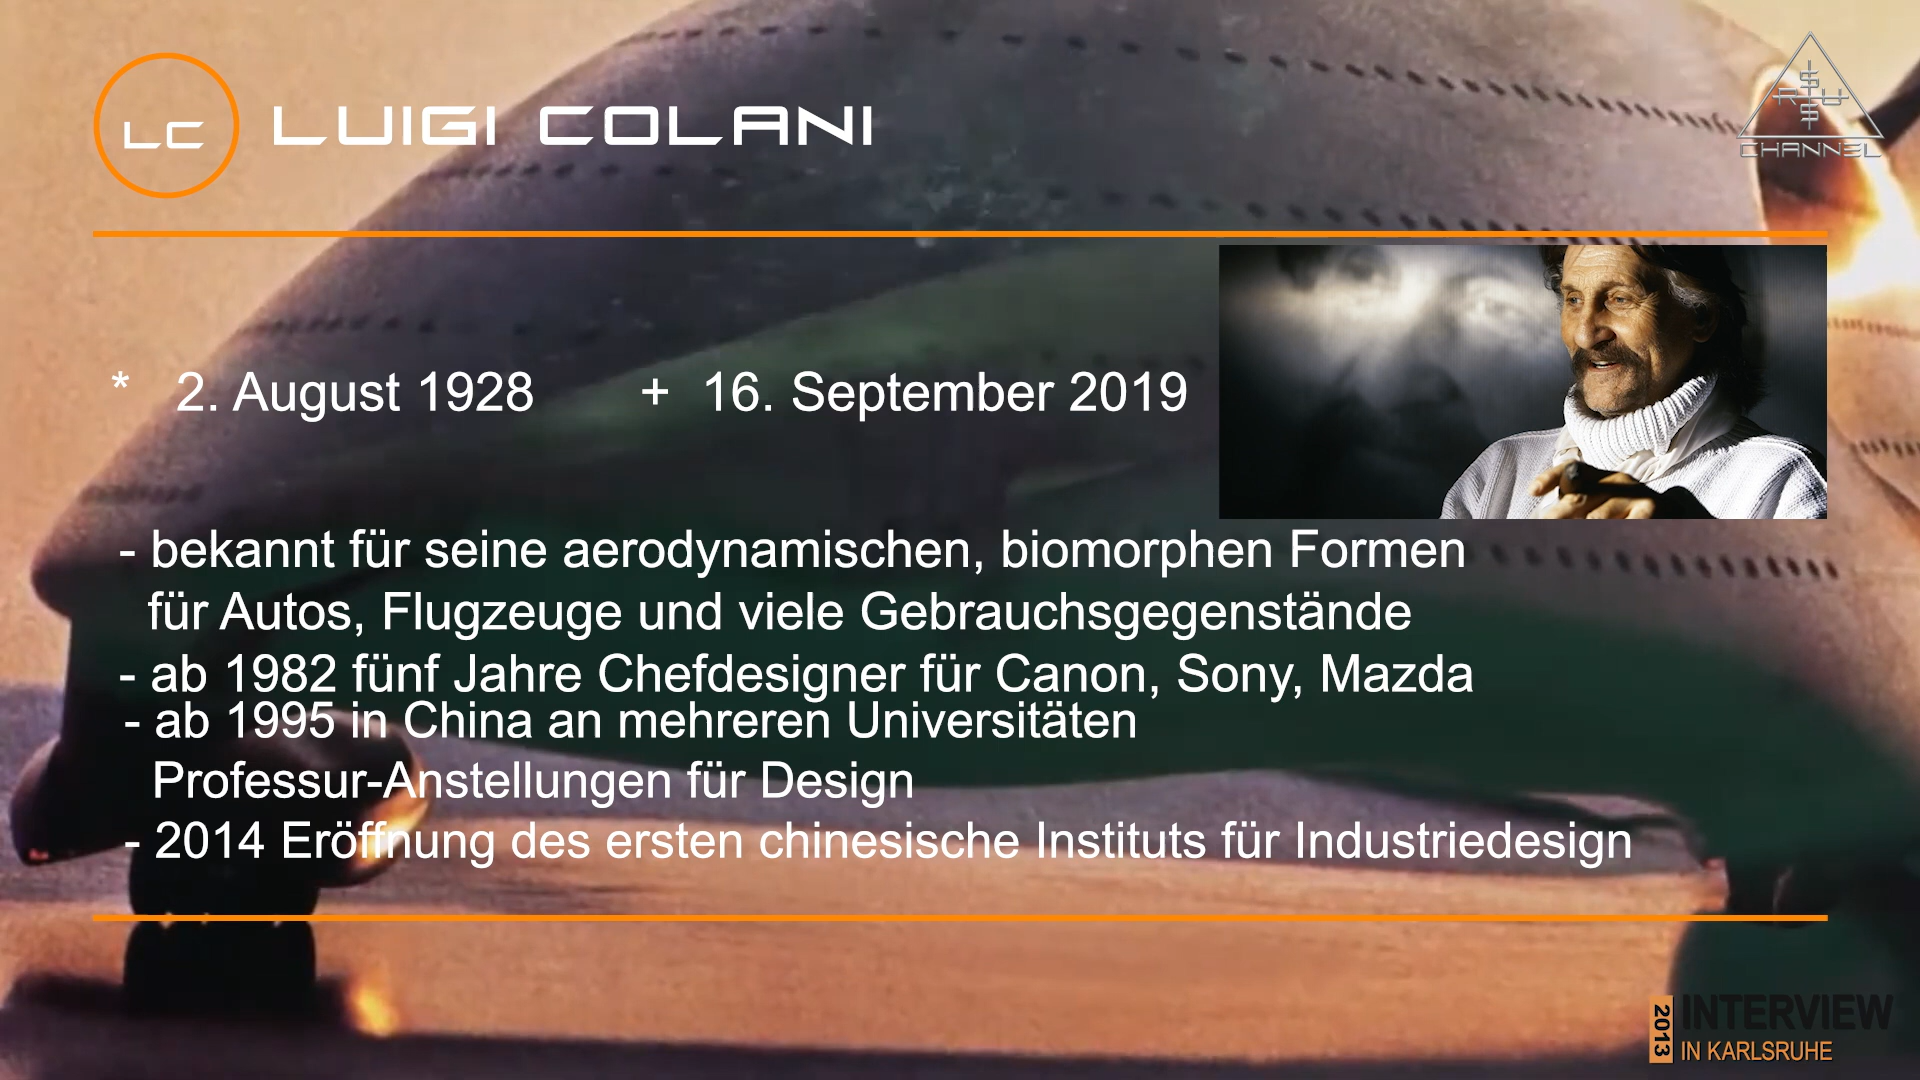 LC LUIGI COLANI
RISTSEUS
CHANNEL
* 2. August 1928 + 16. September 2019
- bekannt für seine aerodynamischen, biomorphen Formen
für Autos, Flugzeuge und viele Gebrauchsgegenstände
- ab 1982 fünf Jahre Chefdesigner für Canon, Sony, Mazda
- ab 1995 in China an mehreren Universitäten
Professur-Anstellungen für Design
- 2014 Eröffnung des ersten chinesische Instituts für Industriedesign
2013 INTERVIEW
IN KARLSRUHE